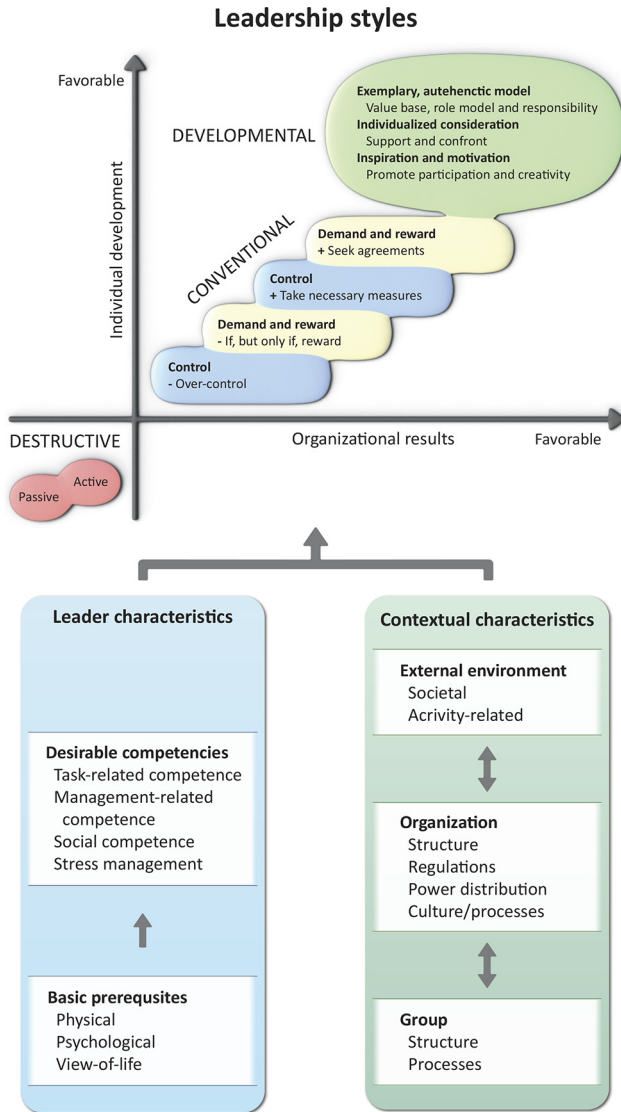 Leadership styles
Favorable
Individual development
DEVELOPMENTAL
Exemplary, autehenctic model
Value base, role model and responsibility
Individualized consideration
Support and confront
Inspiration and motivation
Promote participation and creativity
CONVENTIONAL
Demand and reward
+ Seek agreements
Control
+ Take necessary measures
Demand and reward
- If, but only if, reward
Control
- Over-control
DESTRUCTIVE
Organizational results
Favorable
Passive
Active
Leader characteristics
Desirable competencies
Task-related competence
Management-related
competence
Social competence
Stress management
Basic prerequsites
Physical
Psychological
View-of-life
Contextual characteristics
External environment
Societal
Acrivity-related
Organization
Structure
Regulations
Power distribution
Culture/processes
Group
Structure
Processes